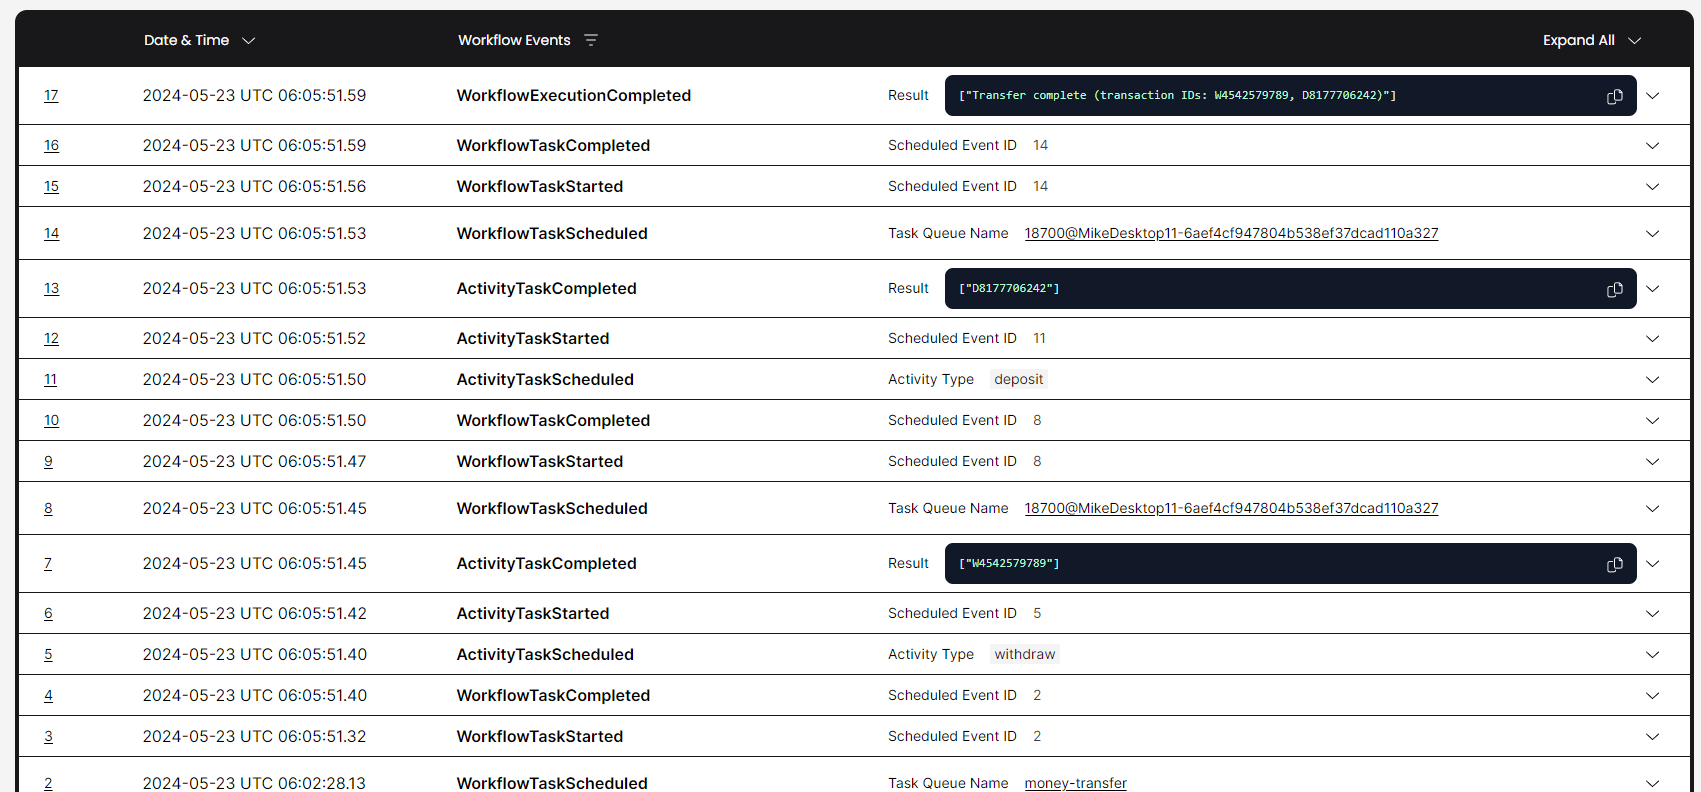 Date & Time Workflow Events Expand All
17 2024-05-23 UTC 06:05:51.59 WorkflowExecutionCompleted Result ["Transfer complete (transaction IDs: W4542579789, D8177706242)"]
16 2024-05-23 UTC 06:05:51.59 WorkflowTaskCompleted Scheduled Event ID 14
15 2024-05-23 UTC 06:05:51.56 WorkflowTaskStarted Scheduled Event ID 14
14 2024-05-23 UTC 06:05:51.53 WorkflowTaskScheduled Task Queue Name 18700@MikeDesktop11-6aef4cf947804b538ef37dcad110a327
13 2024-05-23 UTC 06:05:51.53 ActivityTaskCompleted Result ["D8177706242"]
12 2024-05-23 UTC 06:05:51.52 ActivityTaskStarted Scheduled Event ID 11
11 2024-05-23 UTC 06:05:51.50 ActivityTaskScheduled Activity Type deposit
10 2024-05-23 UTC 06:05:51.50 WorkflowTaskCompleted Scheduled Event ID 8
9 2024-05-23 UTC 06:05:51.47 WorkflowTaskStarted Scheduled Event ID 8
8 2024-05-23 UTC 06:05:51.45 WorkflowTaskScheduled Task Queue Name 18700@MikeDesktop11-6aef4cf947804b538ef37dcad110a327
7 2024-05-23 UTC 06:05:51.45 ActivityTaskCompleted Result ["W4542579789"]
6 2024-05-23 UTC 06:05:51.42 ActivityTaskStarted Scheduled Event ID 5
5 2024-05-23 UTC 06:05:51.40 ActivityTaskScheduled Activity Type withdraw
4 2024-05-23 UTC 06:05:51.40 WorkflowTaskCompleted Scheduled Event ID 2
3 2024-05-23 UTC 06:05:51.32 WorkflowTaskStarted Scheduled Event ID 2
2 2024-05-23 UTC 06:02:28.13 WorkflowTaskScheduled Task Queue Name money-transfer